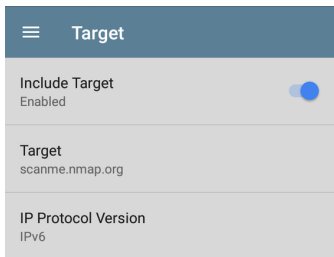 Target
Include Target
Enabled
Target
scanme.nmap.org
IP Protocol Version
IPv6